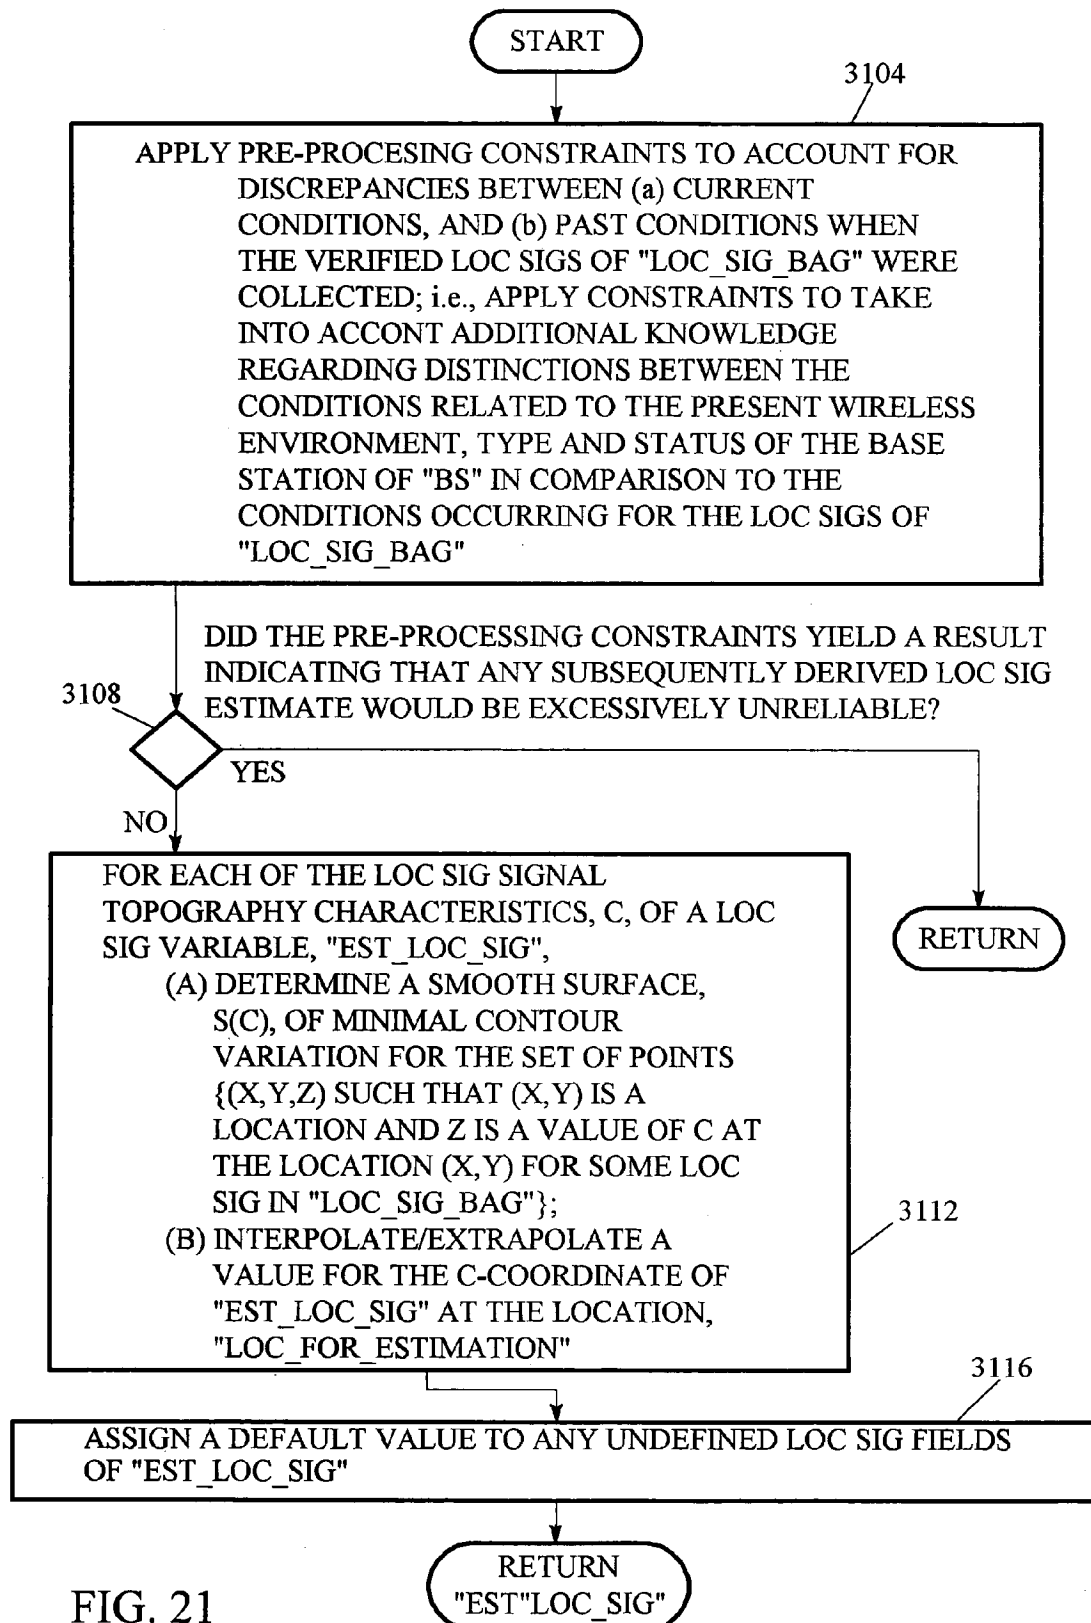 START
3104
APPLY PRE-PROCESING CONSTRAINTS TO ACCOUNT FOR
DISCREPANCIES BETWEEN (a) CURRENT
CONDITIONS, AND (b) PAST CONDITIONS WHEN
THE VERIFIED LOC SIGS OF "LOC_SIG_BAG" WERE
COLLECTED; i.e., APPLY CONSTRAINTS TO TAKE
INTO ACCONT ADDITIONAL KNOWLEDGE
REGARDING DISTINCTIONS BETWEEN THE
CONDITIONS RELATED TO THE PRESENT WIRELESS
ENVIRONMENT, TYPE AND STATUS OF THE BASE
STATION OF "BS" IN COMPARISON TO THE
CONDITIONS OCCURRING FOR THE LOC SIGS OF
"LOC_SIG_BAG"
DID THE PRE-PROCESSING CONSTRAINTS YIELD A RESULT
INDICATING THAT ANY SUBSEQUENTLY DERIVED LOC SIG
ESTIMATE WOULD BE EXCESSIVELY UNRELIABLE?
3108
YES
NO
FOR EACH OF THE LOC SIG SIGNAL
TOPOGRAPHY CHARACTERISTICS, C, OF A LOC
SIG VARIABLE, "EST_LOC_SIG",
(A) DETERMINE A SMOOTH SURFACE,
S(C), OF MINIMAL CONTOUR
VARIATION FOR THE SET OF POINTS
{(X,Y,Z) SUCH THAT (X,Y) IS A
LOCATION AND Z IS A VALUE OF C AT
THE LOCATION (X,Y) FOR SOME LOC
SIG IN "LOC_SIG_BAG"};
(B) INTERPOLATE/EXTRAPOLATE A
VALUE FOR THE C-COORDINATE OF
"EST_LOC_SIG" AT THE LOCATION,
"LOC_FOR_ESTIMATION"
RETURN
3112
3116
ASSIGN A DEFAULT VALUE TO ANY UNDEFINED LOC SIG FIELDS
OF "EST_LOC_SIG"
RETURN
"EST"LOC_SIG"
FIG. 21